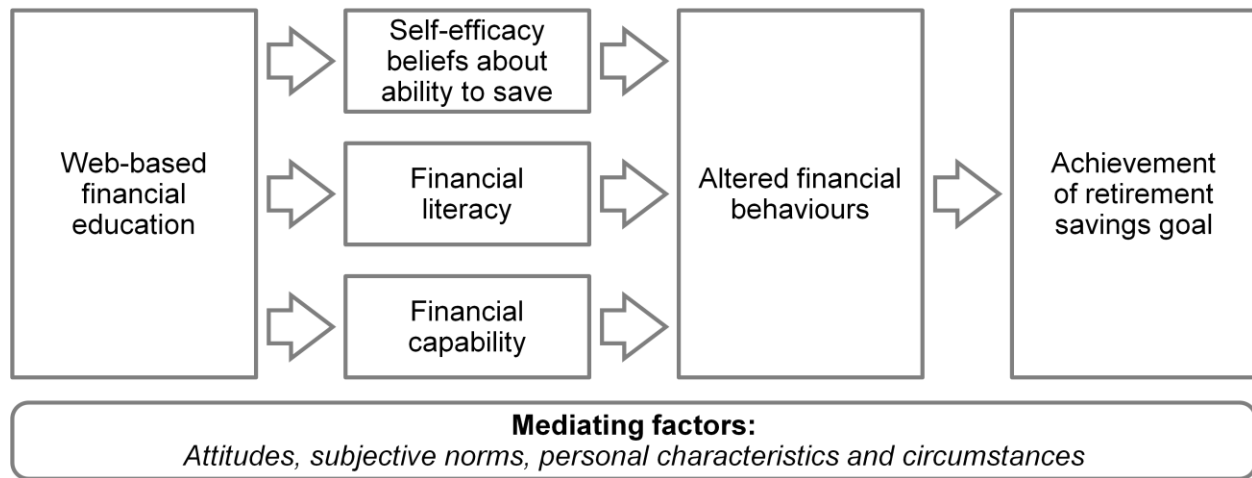 Web-based
financial
education
Self-efficacy
beliefs about
ability to save
Financial
literacy
Financial
capability
Altered financial
behaviours
Achievement
of retirement
savings goal
Mediating factors:
Attitudes, subjective norms, personal characteristics and circumstances